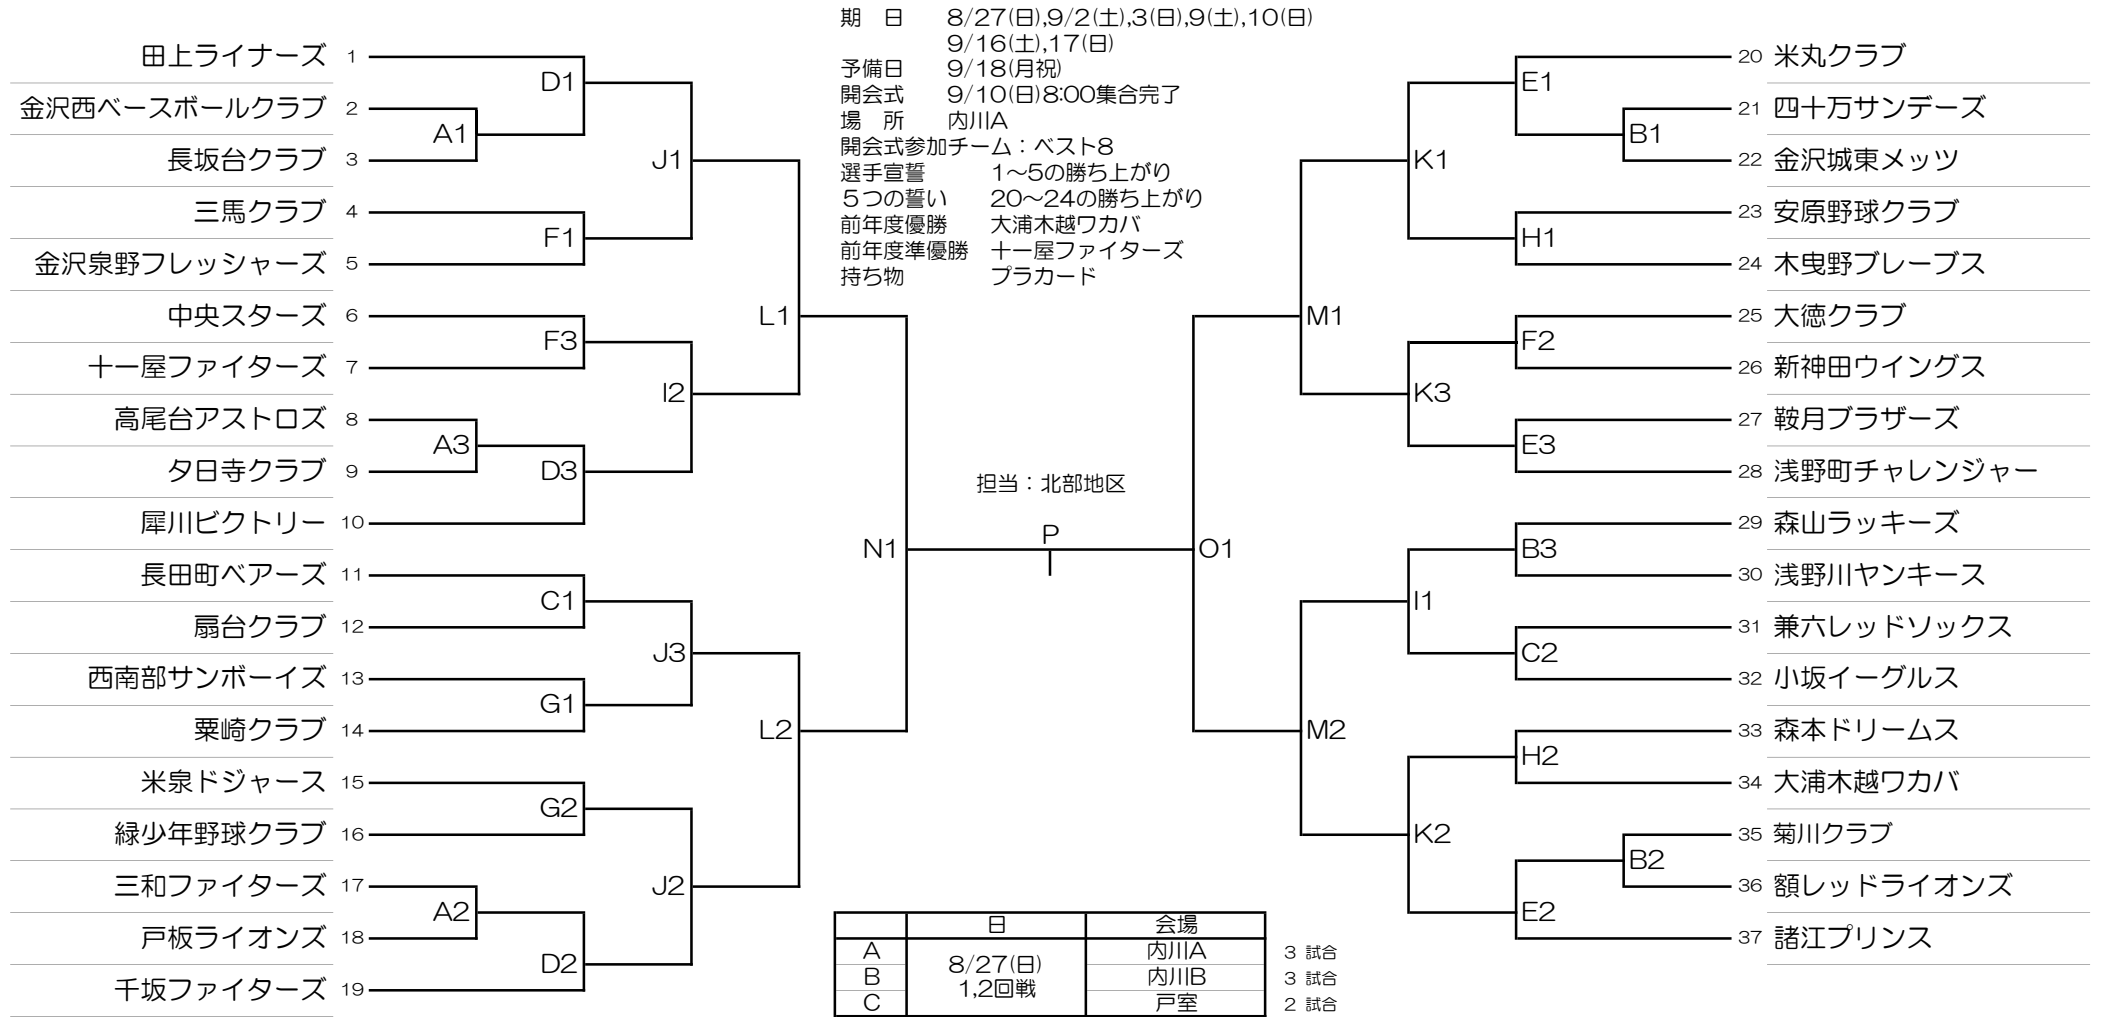 期　日　8/27(日),9/2(土),3(日),9(土),10(日)
9/16(土),17(日)
予備日　9/18(月祝)
開会式　9/10(日)8:00集合完了
場　所　内川A
開会式参加チーム：ベスト8
選手宣誓　1～5の勝ち上がり
５つの誓い　20～24の勝ち上がり
前年度優勝　大浦木越ワカバ
前年度準優勝　十一屋ファイターズ
持ち物　プラカード
田上ライナーズ 1
金沢西ベースボールクラブ 2
長坂台クラブ 3
三馬クラブ 4
金沢泉野フレッシャーズ 5
中央スターズ 6
十一屋ファイターズ 7
高尾台アストロズ 8
夕日寺クラブ 9
犀川ビクトリー 10
長田町ベアーズ 11
扇台クラブ 12
西南部サンボーイズ 13
粟崎クラブ 14
米泉ドジャース 15
緑少年野球クラブ 16
三和ファイターズ 17
戸板ライオンズ 18
千坂ファイターズ 19
A1
A3
A2
D1
F1
F3
D3
C1
G1
G2
D2
J1
I2
J3
J2
L1
L2
N1
担当：北部地区
P
O1
M1
M2
K1
K3
I1
K2
E1
H1
F2
E3
B3
C2
H2
E2
B1
B2
20 米丸クラブ
21 四十万サンデーズ
22 金沢城東メッツ
23 安原野球クラブ
24 木曳野ブレーブス
25 大徳クラブ
26 新神田ウイングス
27 鞍月ブラザーズ
28 浅野町チャレンジャー
29 森山ラッキーズ
30 浅野川ヤンキース
31 兼六レッドソックス
32 小坂イーグルス
33 森本ドリームス
34 大浦木越ワカバ
35 菊川クラブ
36 額レッドライオンズ
37 諸江プリンス
日 会場
A 内川A 3 試合
8/27(日)
B 内川B 3 試合
1,2回戦
C 戸室 2 試合